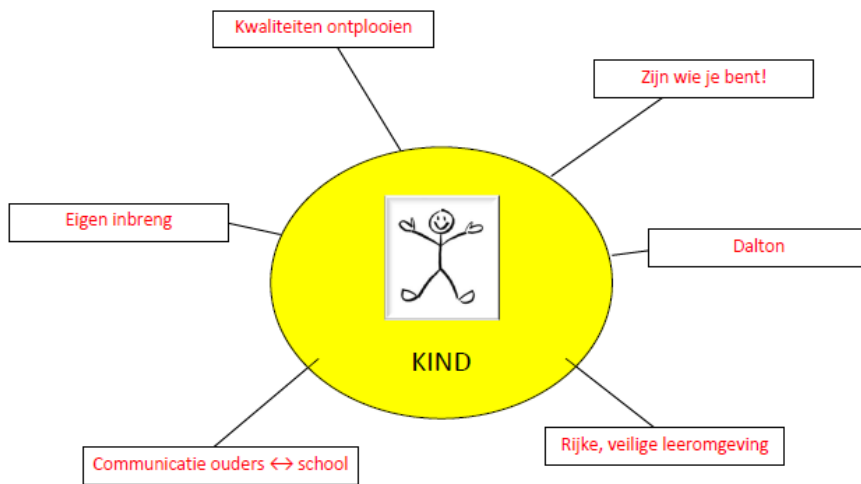 Kwaliteiten ontplooien
Zijn wie je bent!
Eigen inbreng
Dalton
KIND
Rijke, veilige leeromgeving
Communicatie ouders ↔ school